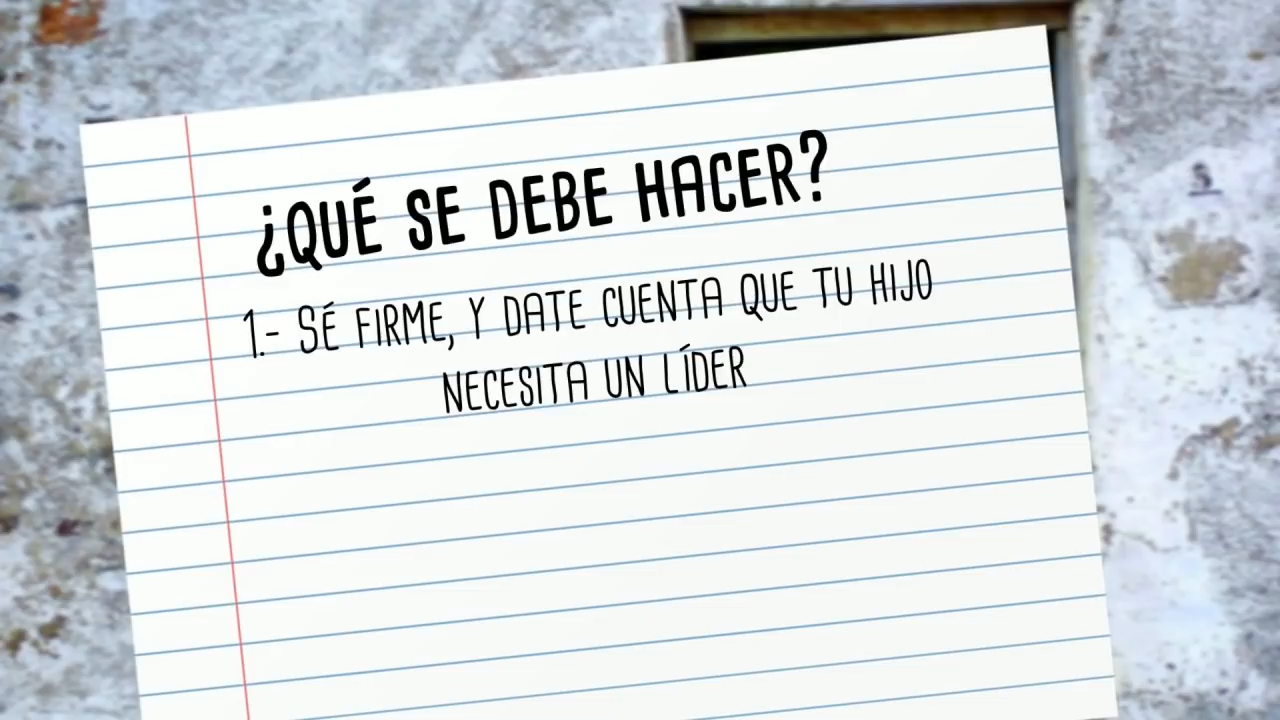 ¿QUÉ SE DEBE HACER?
1.- SÉ FIRME, Y DATE CUENTA QUE TU HIJO
NECESITA UN LÍDER